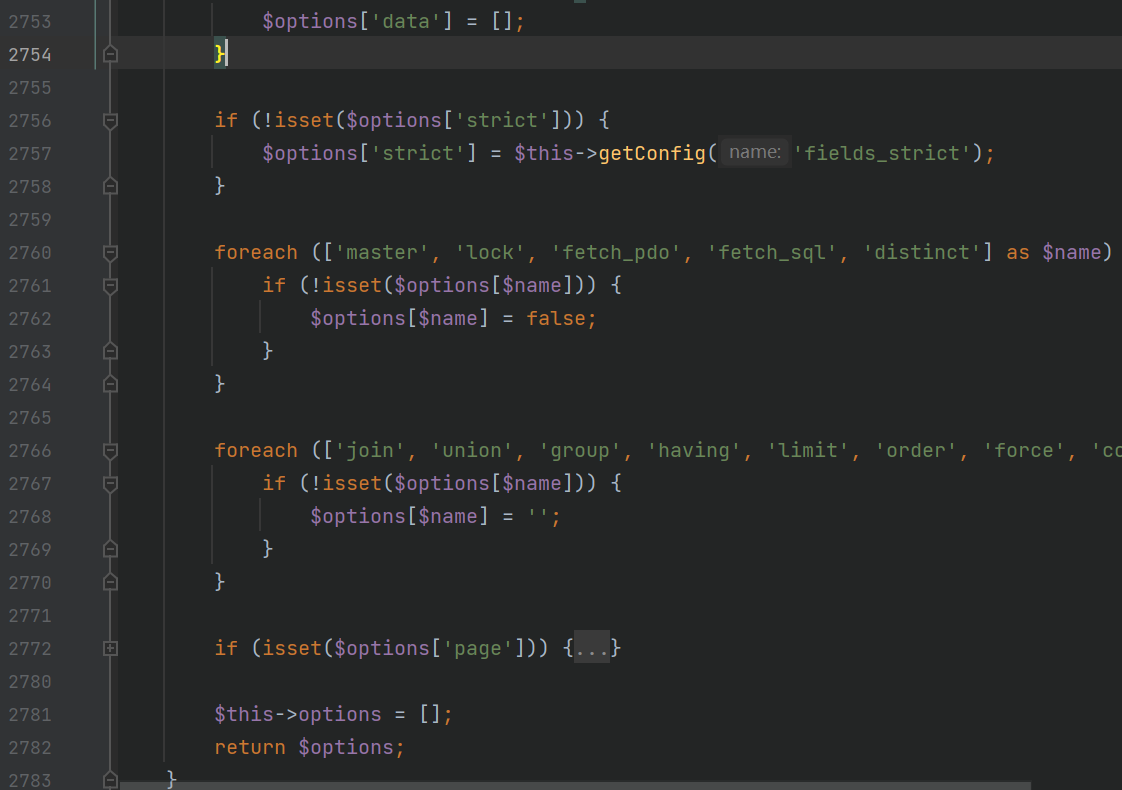 2753 $options['data'] = [];
2754 }
2755
2756 if (!isset($options['strict'])) {
2757 $options['strict'] = $this->getConfig( name: 'fields_strict');
2758 }
2759
2760 foreach (['master', 'lock', 'fetch_pdo', 'fetch_sql', 'distinct'] as $name)
2761 if (!isset($options[$name])) {
2762 $options[$name] = false;
2763 }
2764 }
2765
2766 foreach (['join', 'union', 'group', 'having', 'limit', 'order', 'force', 'co
2767 if (!isset($options[$name])) {
2768 $options[$name] = '';
2769 }
2770 }
2771
2772 if (isset($options['page'])) {...}
2780
2781 $this->options = [];
2782 return $options;
2783 }